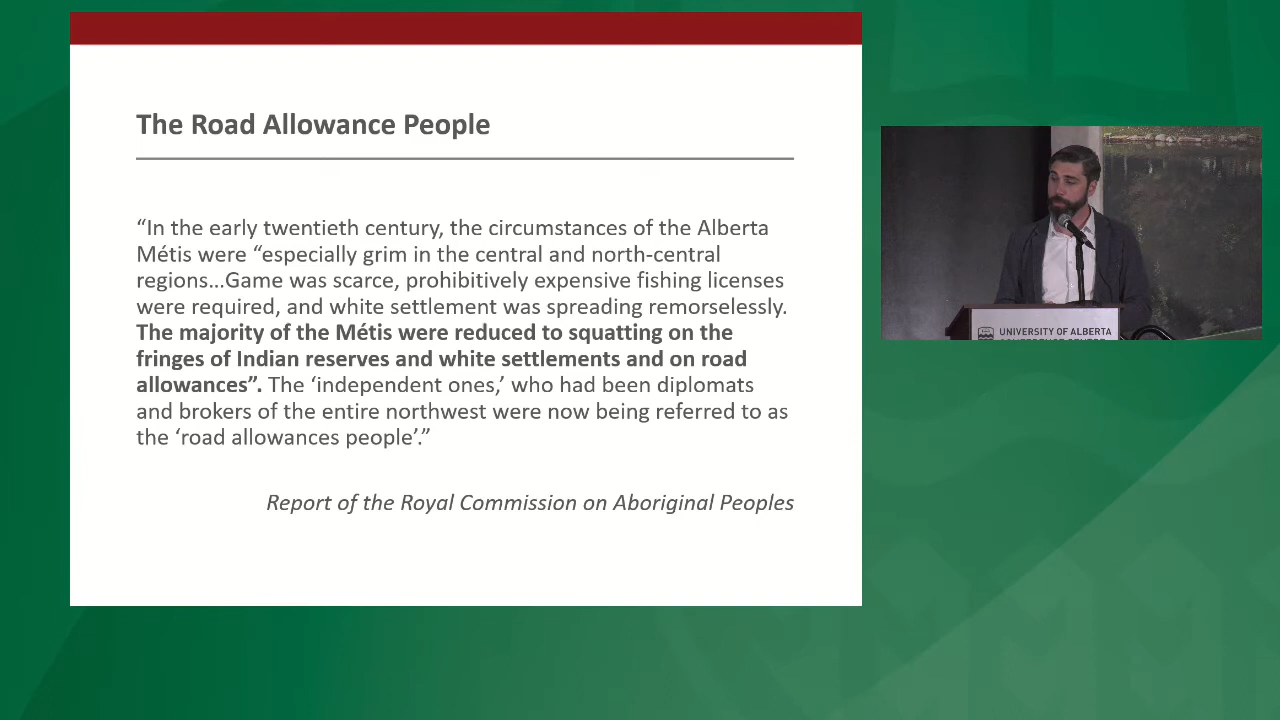 The Road Allowance People
“In the early twentieth century, the circumstances of the Alberta
Métis were “especially grim in the central and north-central
regions…Game was scarce, prohibitively expensive fishing licenses
were required, and white settlement was spreading remorselessly.
The majority of the Métis were reduced to squatting on the
fringes of Indian reserves and white settlements and on road
allowances”. The ‘independent ones,’ who had been diplomats
and brokers of the entire northwest were now being referred to as
the ‘road allowances people’.”
Report of the Royal Commission on Aboriginal Peoples
UNIVERSITY OF ALBERTA